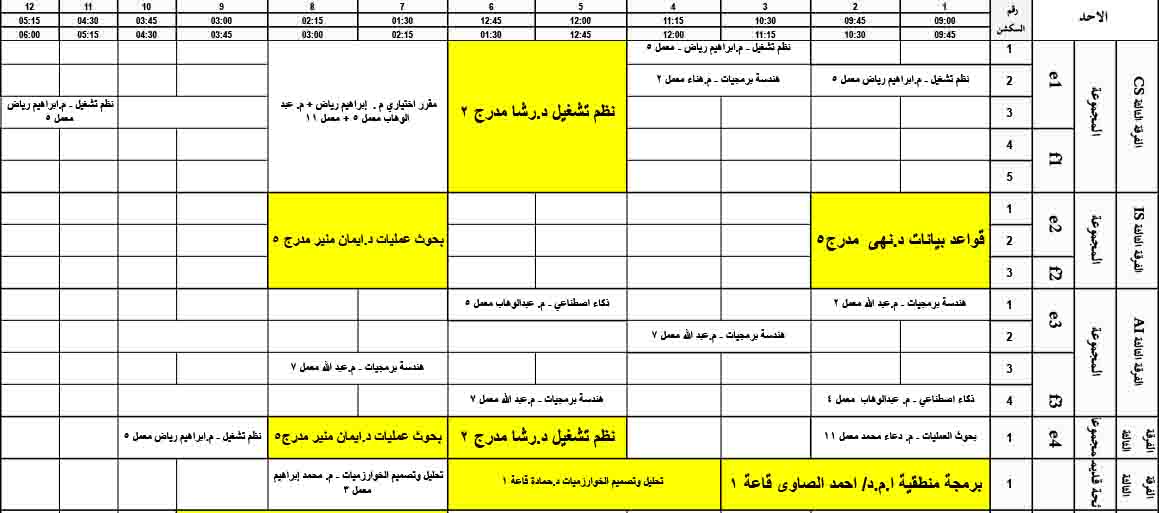 الاحد
رقم السكشن
1 2 3 4 5 6 7 8 9 10 11 12
09:00 09:45 10:30 11:15 12:00 12:45 01:30 02:15 03:00 03:45 04:30 05:15
09:45 10:30 11:15 12:00 01:30 02:15 03:00 03:45 04:30 05:15 06:00
الفرقة الثالثة CS
المجموعة
e1
f1
1
نظم تشغيل - م.ابراهيم رياض - معمل ٥
2
نظم تشغيل - م.ابراهيم رياض معمل ٥
هندسة برمجيات - م.هناء معمل ٢
3
نظم تشغيل د.رشا مدرج ٢
مقرر اختياري م . إبراهيم رياض + م. عبد
الوهاب معمل ٥ + معمل ١١
نظم تشغيل - م.ابراهيم رياض
معمل ٥
4
5
الفرقة الثالثة IS
المجموعة
e2
f2
1
2
قواعد بيانات د.نهى مدرج٥
بحوث عمليات د.ايمان منير مدرج ٥
3
الفرقة الثالثة AI
المجموعة
e3
f3
1
هندسة برمجيات - م.عبد الله معمل ٢
ذكاء اصطناعي - م. عبدالوهاب معمل ٥
2
هندسة برمجيات - م.عبد الله معمل ٧
3
هندسة برمجيات - م.عبد الله معمل ٧
4
ذكاء اصطناعي - م. عبدالوهاب معمل ٤
هندسة برمجيات - م.عبد الله معمل ٧
الفرقة الثالثة
e4
1
بحوث العمليات - م. دعاء محمد معمل ١١
نظم تشغيل د.رشا مدرج ٢
بحوث عمليات د.ايمان منير مدرج٥
نظم تشغيل - م.ابراهيم رياض معمل ٥
الفرقة الثالثة
1
برمجة منطقية ا.م.د/ احمد الصاوى قاعة ١
تحليل وتصميم الخوارزميات د.حمادة قاعة ١
تحليل وتصميم الخوارزميات - م. محمد إبراهيم
معمل ٣